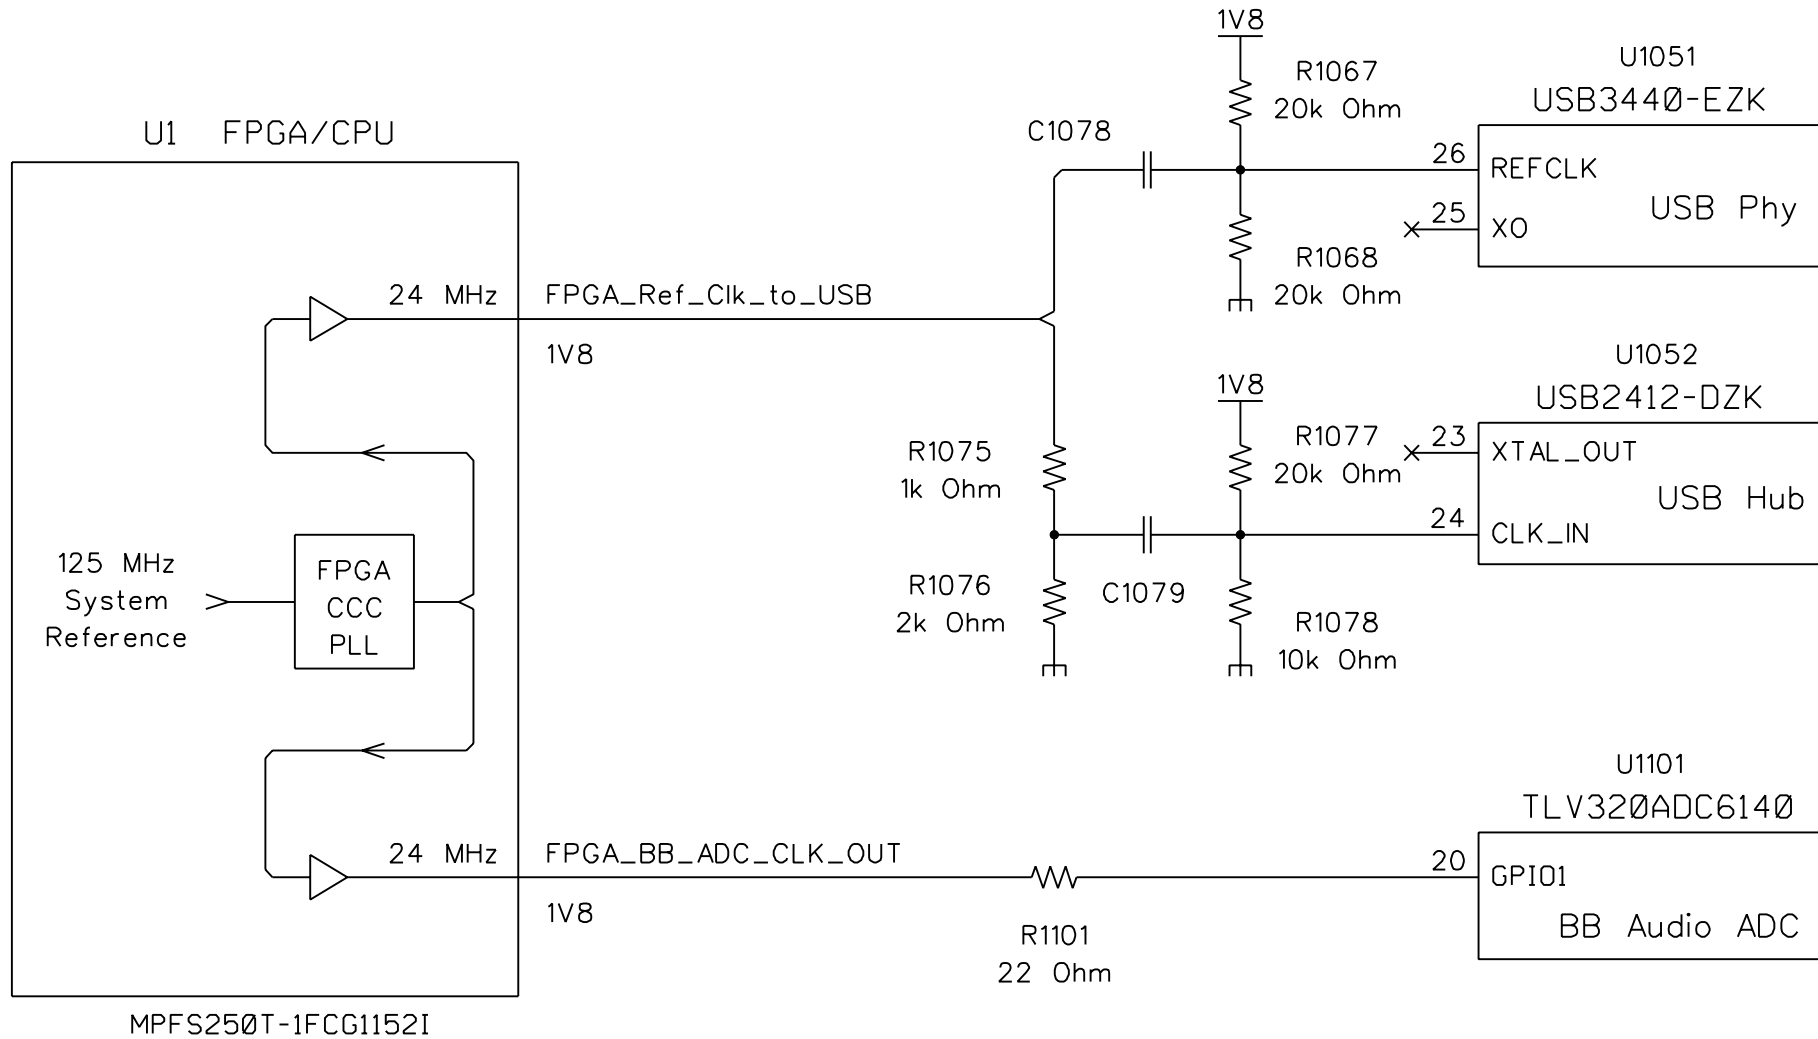 U1 FPGA/CPU
24 MHz
125 MHz
System
Reference
FPGA
CCC
PLL
24 MHz
MPFS250T-1FCG1152I
FPGA_Ref_Clk_to_USB
1V8
FPGA_BB_ADC_CLK_OUT
1V8
C1078
1V8
R1067
20k Ohm
R1068
20k Ohm
R1075
1k Ohm
R1076
2k Ohm
C1079
1V8
R1077
20k Ohm
R1078
10k Ohm
R1101
22 Ohm
U1051
USB3440-EZK
26 REFCLK
USB Phy
25 XO
U1052
USB2412-DZK
23 XTAL_OUT
USB Hub
24 CLK_IN
U1101
TLV320ADC6140
20 GPIO1
BB Audio ADC